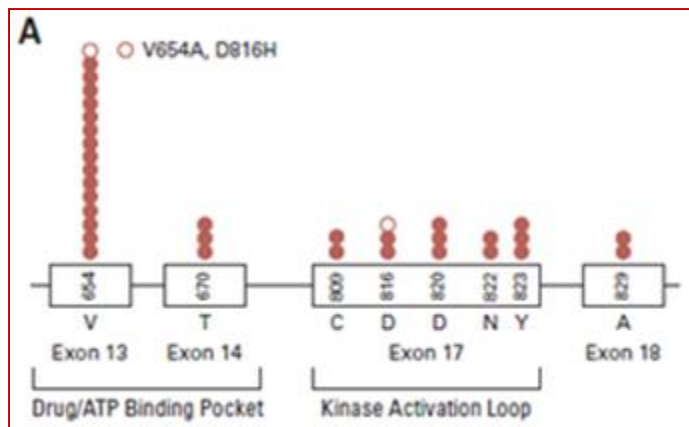 A
V654A, D816H
654 670 809 816 820 822 823 829
V T C D D N Y A
Exon 13 Exon 14 Exon 17 Exon 18
Drug/ATP Binding Pocket Kinase Activation Loop